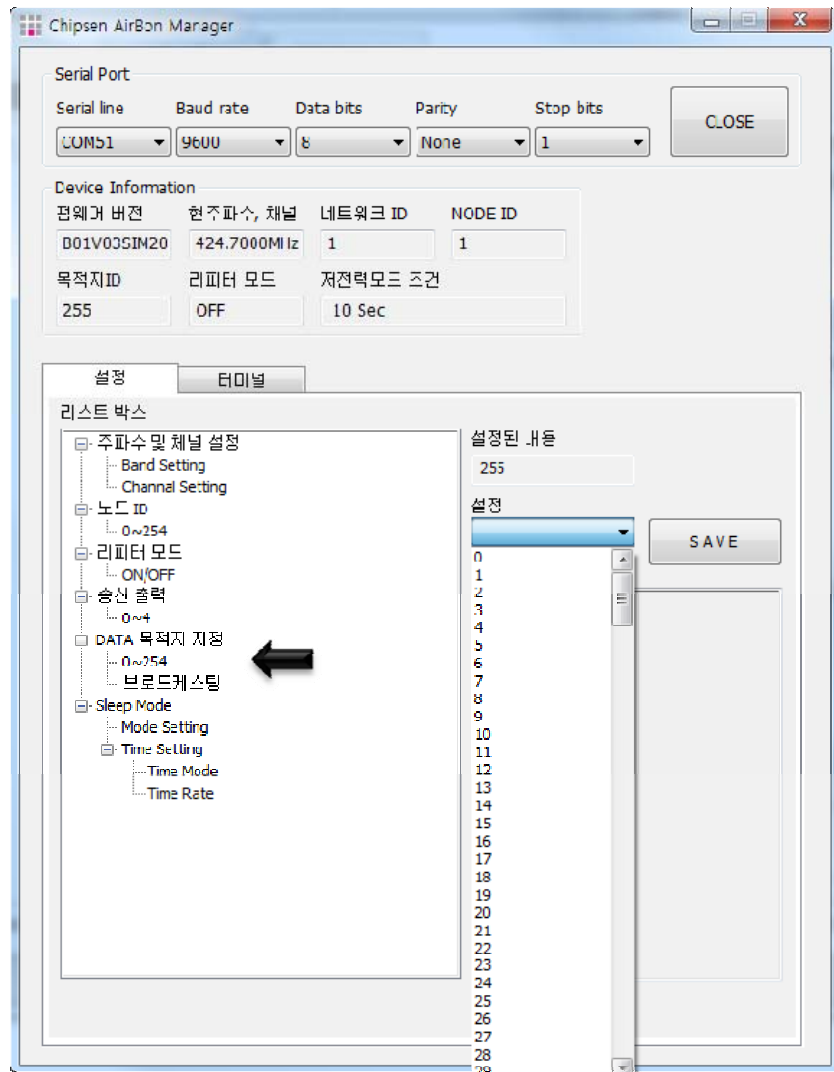 Chipsen AirBon Manager
Serial Port
Serial line Baud rate Data bits Parity Stop bits
COM51 9600 8 None 1 CLOSE
Device Information
펌웨어 버전 현주파수, 채널 네트워크 ID NODE ID
424.7000MHz 1 1
목적지ID 리피터 모드 저전력모드 조건
255 OFF 10 Sec
설정 터미널
리스트 박스
주파수 및 채널 설정
Band Setting
Channal Setting
노드 ID
0~254
리피터 모드
ON/OFF
송신 출력
0~4
DATA 목적지 지정
0~254
브로드케스팅
Sleep Mode
Mode Setting
Time Setting
Time Mode
Time Rate
설정된 내용
255
설정
SAVE
0
1
2
3
4
5
6
7
8
9
10
11
12
13
14
15
16
17
18
19
20
21
22
23
24
25
26
27
28
29